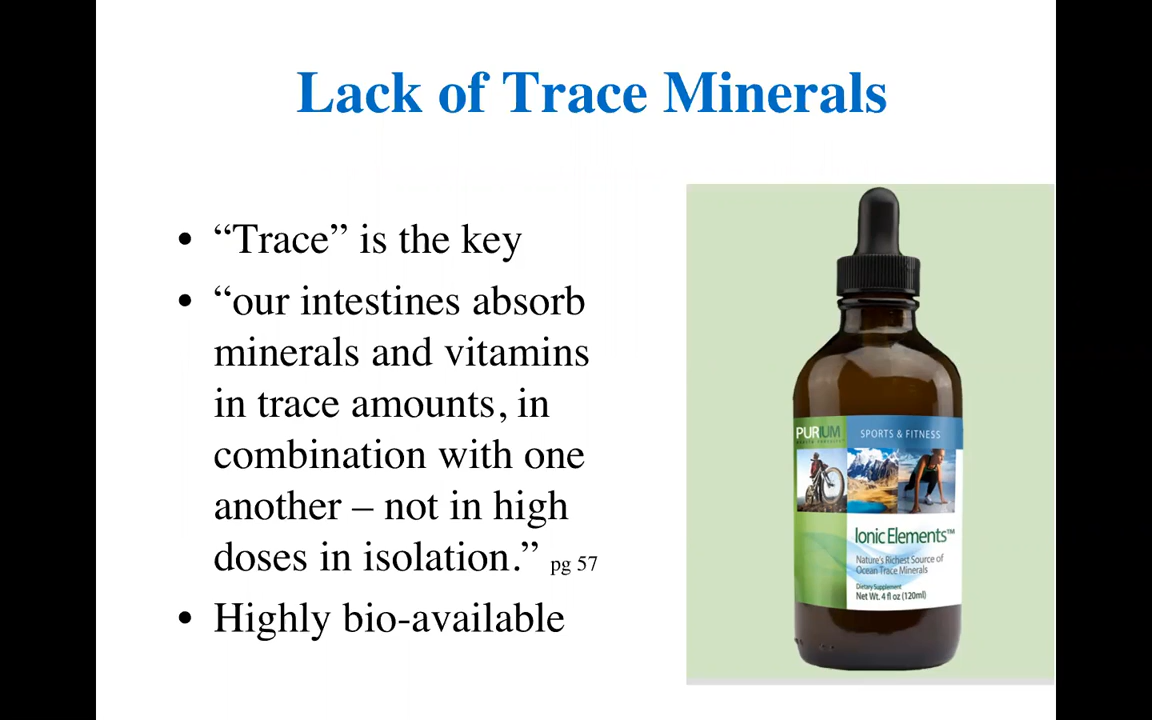 Lack of Trace Minerals
• “Trace” is the key
• “our intestines absorb
minerals and vitamins
in trace amounts, in
combination with one
another – not in high
doses in isolation.” pg 57
• Highly bio-available
PURIUM
SPORTS & FITNESS
Ionic Elements™
Nature's Richest Source of
Ocean Trace Minerals
Dietary Supplement
Net Wt. 4 fl oz (120ml)